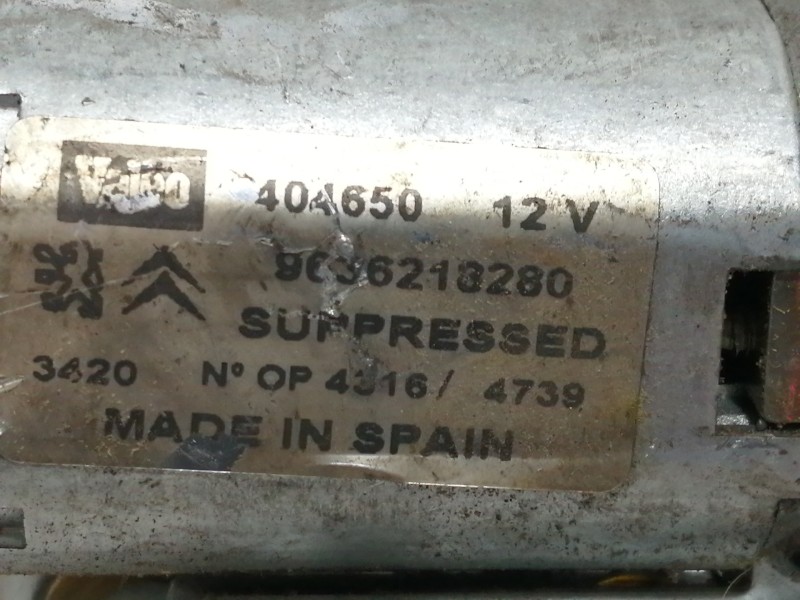 Valeo 404650 12 V
9636218280
SUPPRESSED
3420 Nº OP 4316/ 4739
MADE IN SPAIN